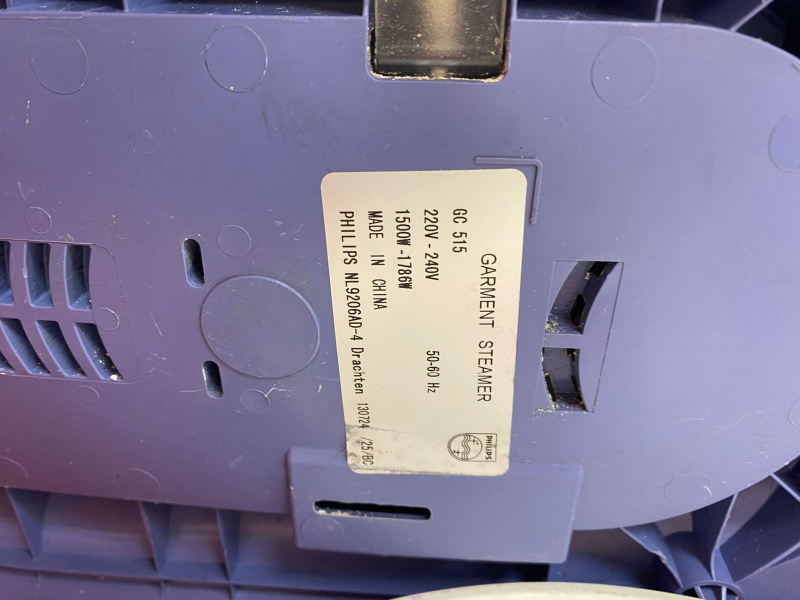 GARMENT STEAMER
GC 515
220V - 240V 50-60 Hz
1500W -1786W
MADE IN CHINA
PHILIPS NL9206AD-4 Drachten 130724 /25/BC
PHILIPS